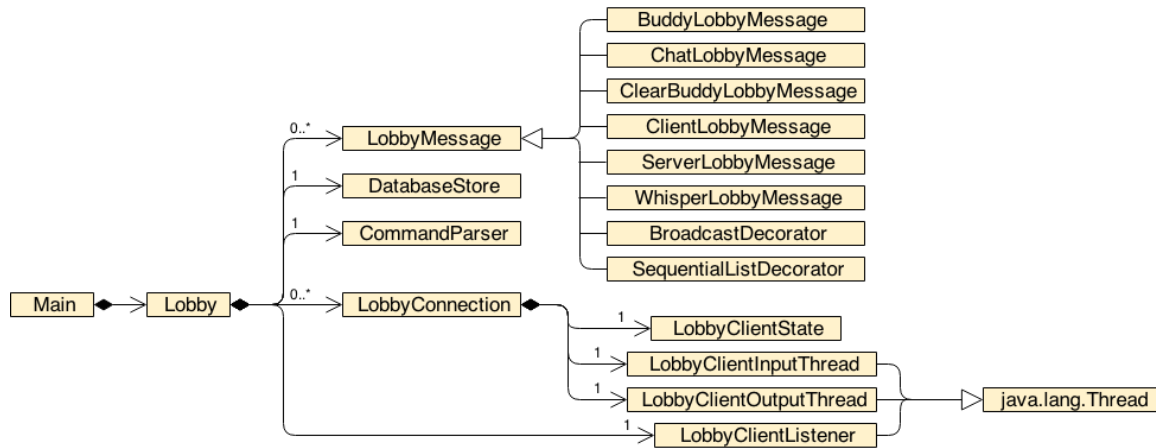 BuddyLobbyMessage
ChatLobbyMessage
ClearBuddyLobbyMessage
0..* LobbyMessage ClientLobbyMessage
ServerLobbyMessage
1 DatabaseStore
WhisperLobbyMessage
1 CommandParser BroadcastDecorator
SequentialListDecorator
Main Lobby 0..* LobbyConnection
1 LobbyClientState
1 LobbyClientInputThread
1 LobbyClientOutputThread java.lang.Thread
1 LobbyClientListener